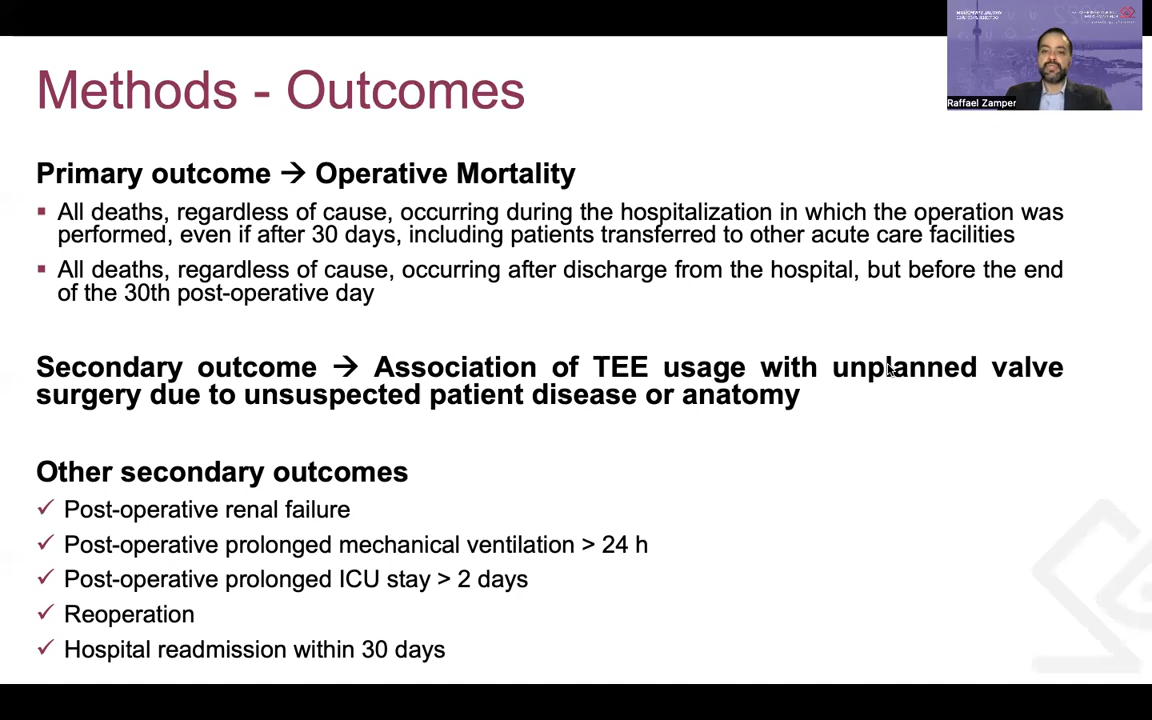 Methods - Outcomes
Raffael Zamper
Primary outcome → Operative Mortality
▪ All deaths, regardless of cause, occurring during the hospitalization in which the operation was
performed, even if after 30 days, including patients transferred to other acute care facilities
▪ All deaths, regardless of cause, occurring after discharge from the hospital, but before the end
of the 30th post-operative day
Secondary outcome → Association of TEE usage with unplanned valve
surgery due to unsuspected patient disease or anatomy
Other secondary outcomes
✓ Post-operative renal failure
✓ Post-operative prolonged mechanical ventilation > 24 h
✓ Post-operative prolonged ICU stay > 2 days
✓ Reoperation
✓ Hospital readmission within 30 days